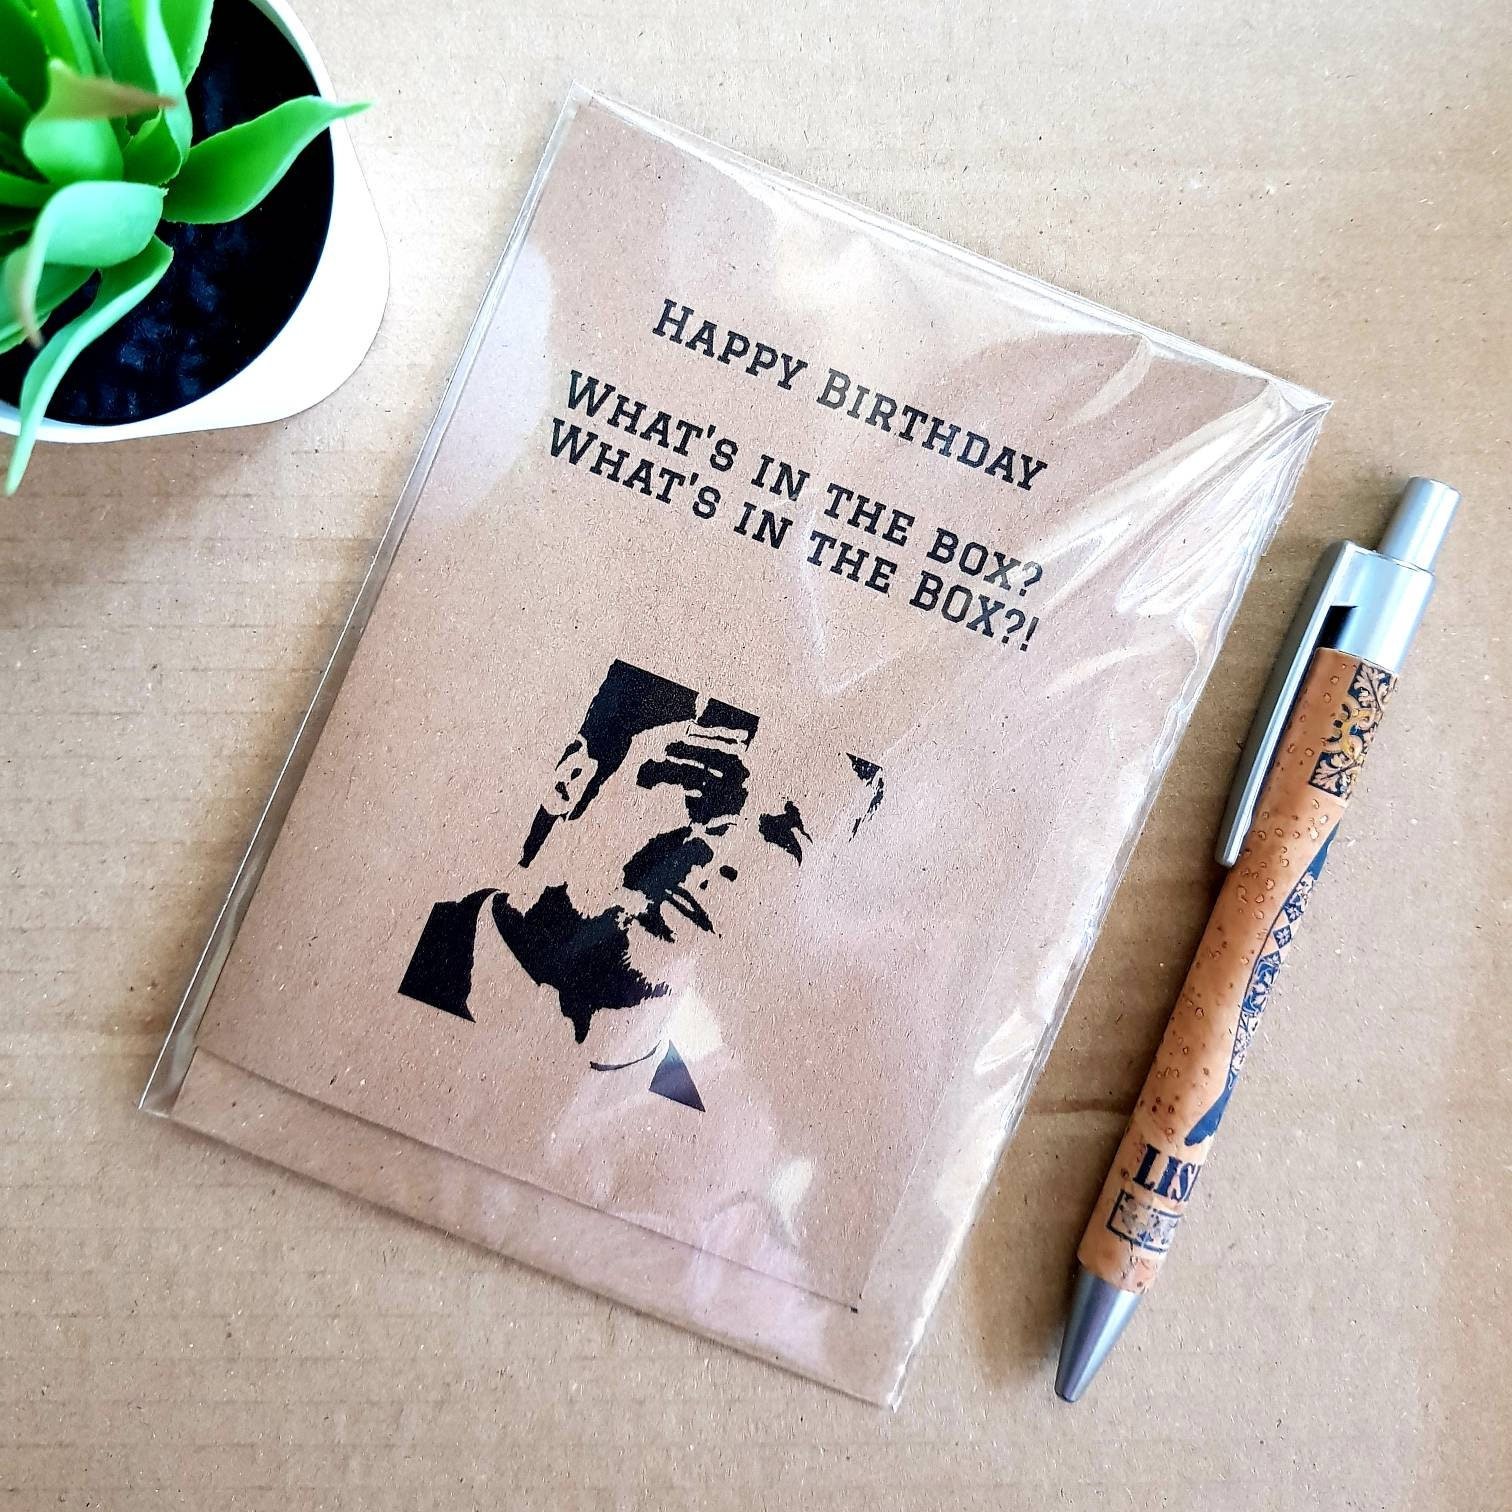 Happy Birthday
What's in the box?
What's in the box?!